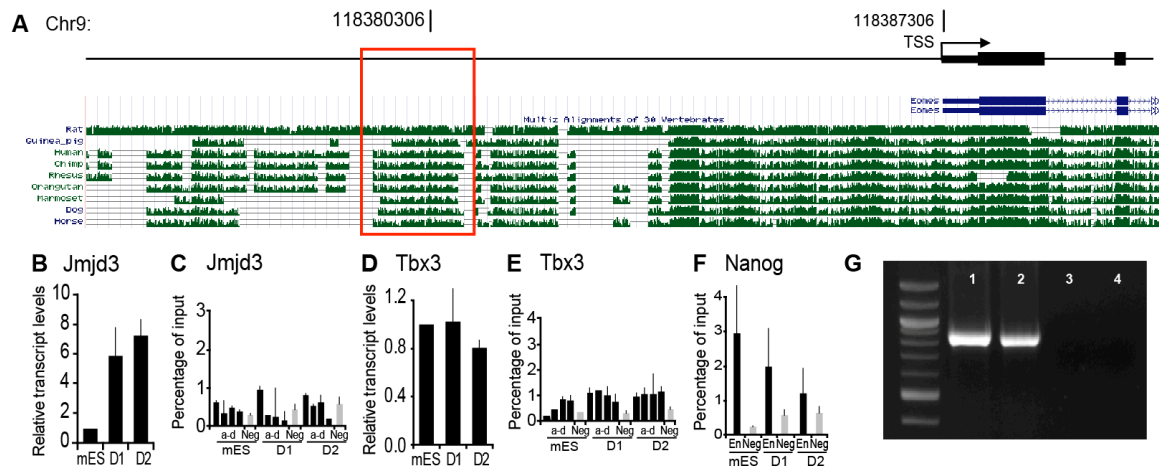 A Chr9: 118380306 118387306
TSS
Eomes
Eomes
Multiz Alignments of 30 Vertebrates
Rat
Guinea_pig
Human
Chimp
Rhesus
Orangutan
Marmoset
Dog
Horse
B Jmjd3
Relative transcript levels
10
8
6
4
2
0
mES D1 D2
C Jmjd3
Percentage of input
3
2
1
0
a-d Neg a-d Neg a-d Neg
mES D1 D2
D Tbx3
Relative transcript levels
1.2
0.8
0.4
0.0
mES D1 D2
E Tbx3
Percentage of input
3
2
1
0
a-d Neg a-d Neg a-d Neg
mES D1 D2
F Nanog
Percentage of input
4
3
2
1
0
En Neg En Neg En Neg
mES D1 D2
G
1 2 3 4